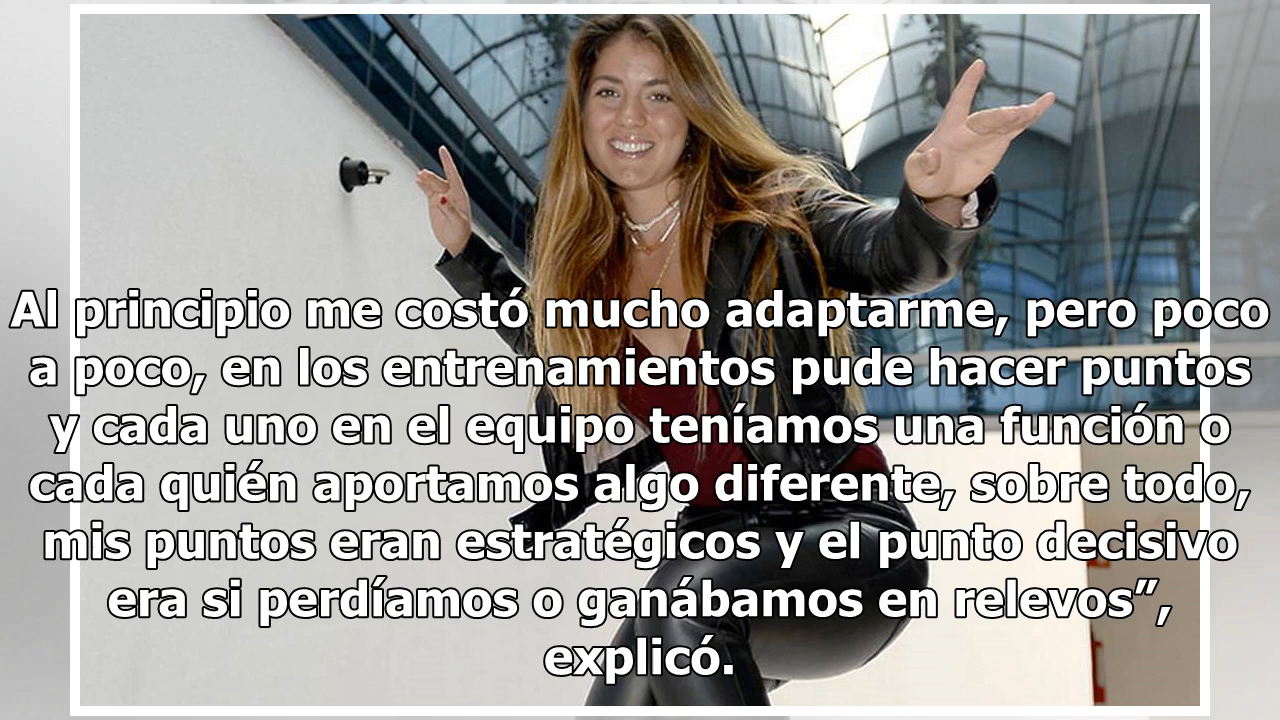 Al principio me costó mucho adaptarme, pero poco
a poco, en los entrenamientos pude hacer puntos
y cada uno en el equipo teníamos una función o
cada quién aportamos algo diferente, sobre todo,
mis puntos eran estratégicos y el punto decisivo
era si perdíamos o ganábamos en relevos”,
explicó.